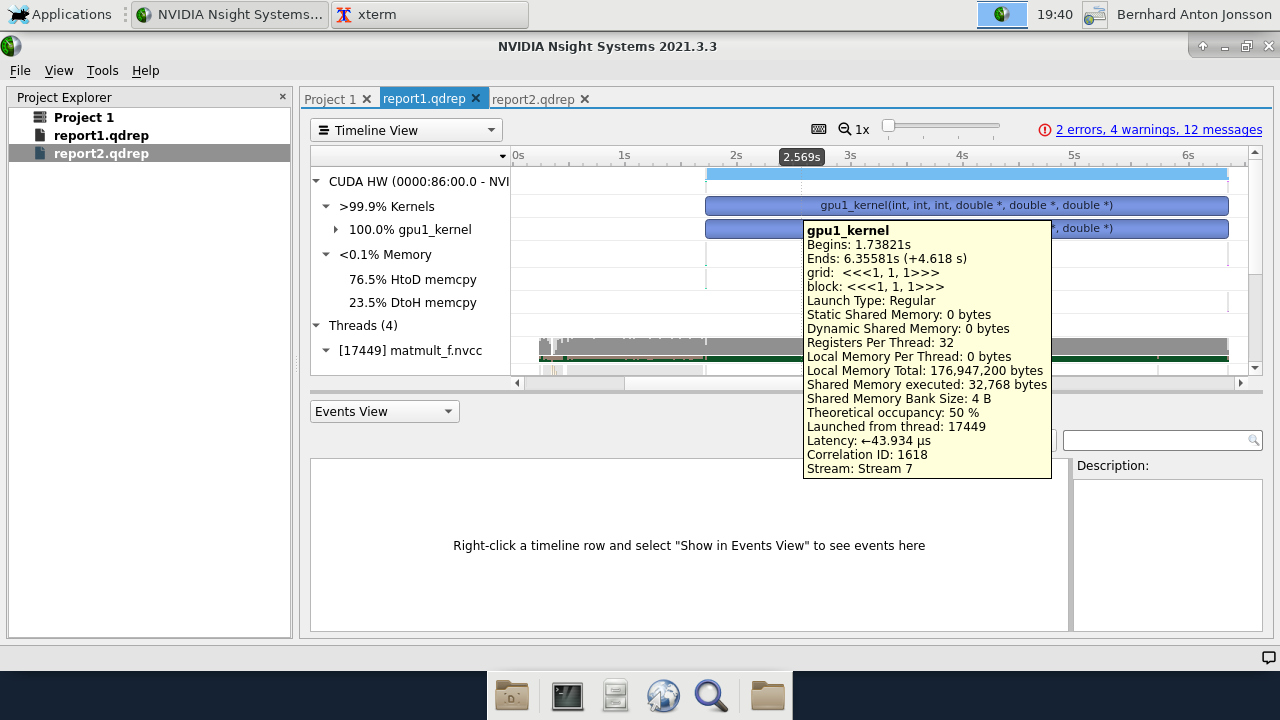 Applications
NVIDIA Nsight Systems...
xterm
19:40
Bernhard Anton Jonsson
NVIDIA Nsight Systems 2021.3.3
File View Tools Help
Project Explorer
Project 1
report1.qdrep
report2.qdrep
Project 1
report1.qdrep
report2.qdrep
Timeline View
1x
2 errors, 4 warnings, 12 messages
0s 1s 2s 2.569s 3s 4s 5s 6s
CUDA HW (0000:86:00.0 - NVI
>99.9% Kernels
gpu1_kernel(int, int, int, double *, double *, double *)
100.0% gpu1_kernel
*, double *)
<0.1% Memory
76.5% HtoD memcpy
23.5% DtoH memcpy
Threads (4)
[17449] matmult_f.nvcc
gpu1_kernel
Begins: 1.73821s
Ends: 6.35581s (+4.618 s)
grid: <<<1, 1, 1>>>
block: <<<1, 1, 1>>>
Launch Type: Regular
Static Shared Memory: 0 bytes
Dynamic Shared Memory: 0 bytes
Registers Per Thread: 32
Local Memory Per Thread: 0 bytes
Local Memory Total: 176,947,200 bytes
Shared Memory executed: 32,768 bytes
Shared Memory Bank Size: 4 B
Theoretical occupancy: 50 %
Launched from thread: 17449
Latency: ←43.934 μs
Correlation ID: 1618
Stream: Stream 7
Events View
Description:
Right-click a timeline row and select "Show in Events View" to see events here